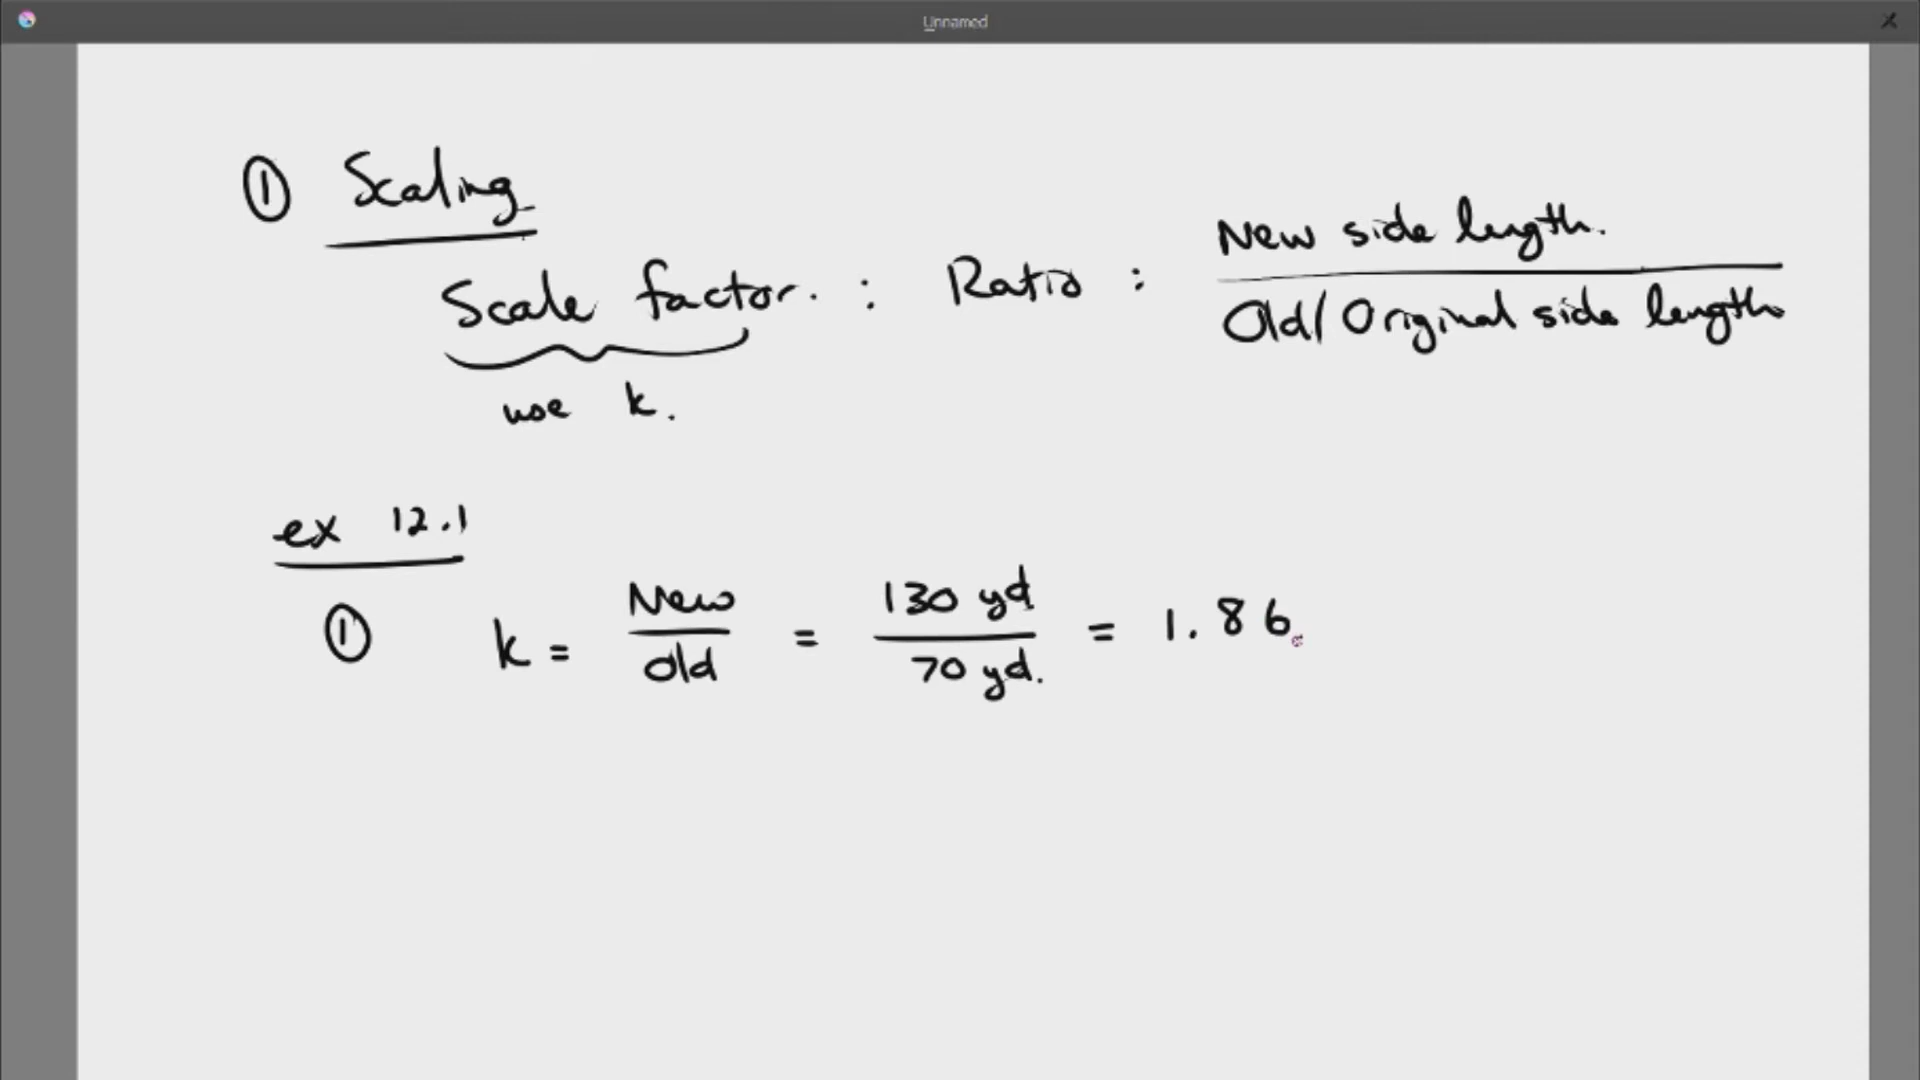 Unnamed
① Scaling
Scale factor. : Ratio : New side length. / Old/Original side length
use k.
ex 12.1
① k = New / Old = 130 yd / 70 yd. = 1.86